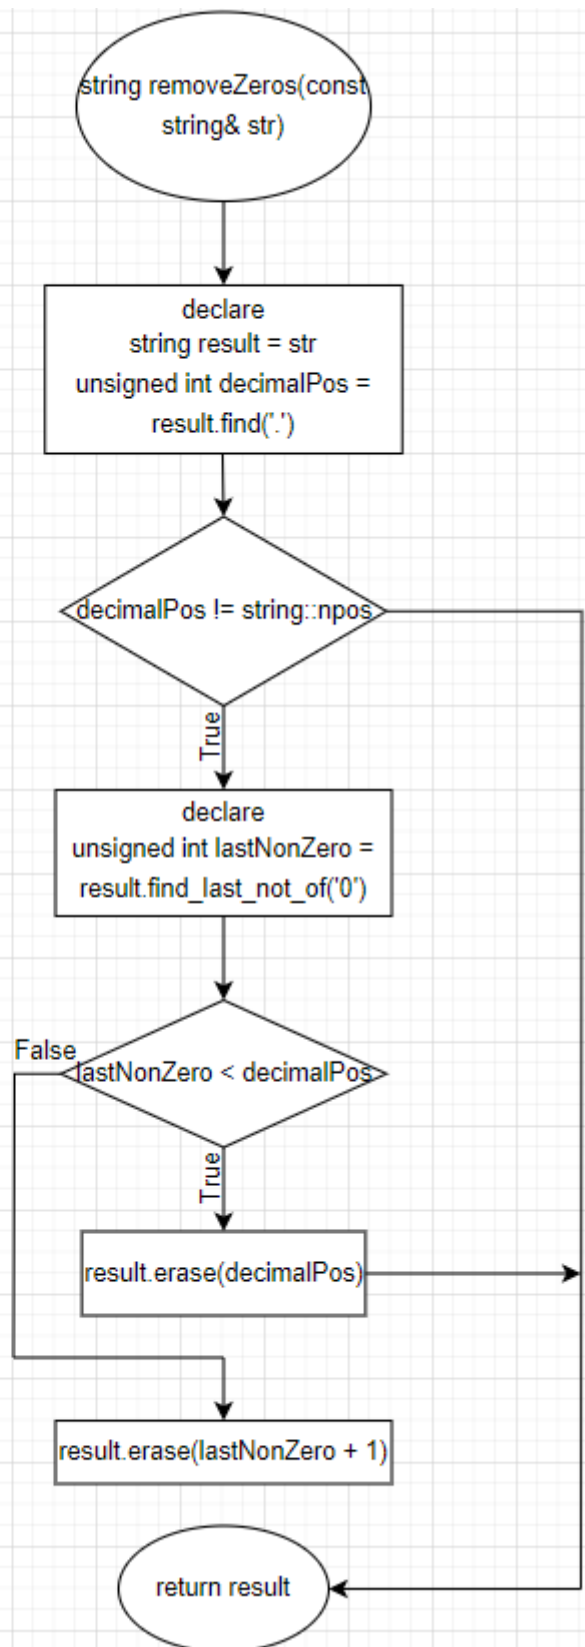 string removeZeros(const
string& str)
declare
string result = str
unsigned int decimalPos =
result.find('.')
decimalPos != string::npos
True
declare
unsigned int lastNonZero =
result.find_last_not_of('0')
False
lastNonZero < decimalPos
True
result.erase(decimalPos)
result.erase(lastNonZero + 1)
return result